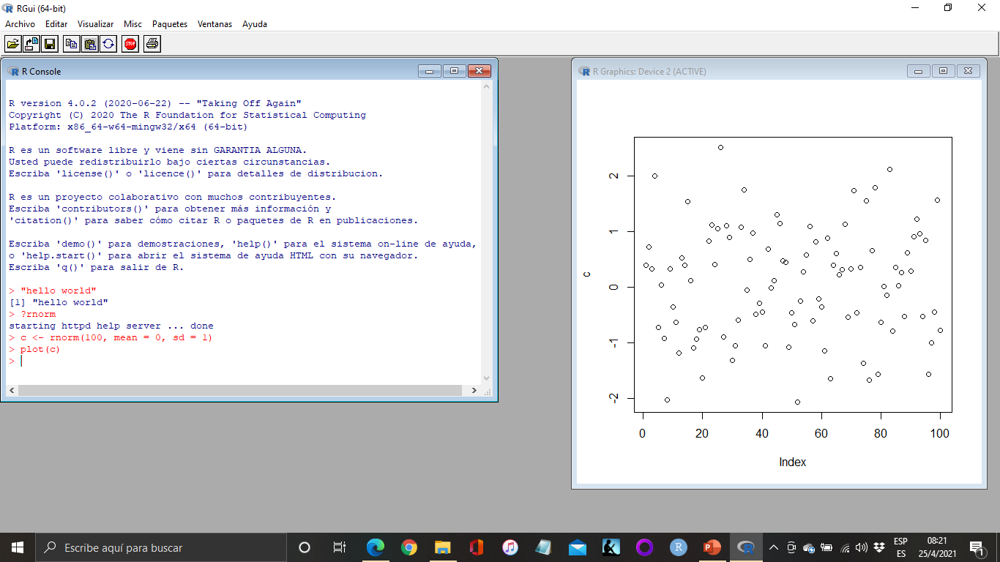 RGui (64-bit)
Archivo Editar Visualizar Misc Paquetes Ventanas Ayuda
STOP
R Console
R version 4.0.2 (2020-06-22) -- "Taking Off Again"
Copyright (C) 2020 The R Foundation for Statistical Computing
Platform: x86_64-w64-mingw32/x64 (64-bit)
R es un software libre y viene sin GARANTIA ALGUNA.
Usted puede redistribuirlo bajo ciertas circunstancias.
Escriba 'license()' o 'licence()' para detalles de distribucion.
R es un proyecto colaborativo con muchos contribuyentes.
Escriba 'contributors()' para obtener más información y
'citation()' para saber cómo citar R o paquetes de R en publicaciones.
Escriba 'demo()' para demostraciones, 'help()' para el sistema on-line de ayuda,
o 'help.start()' para abrir el sistema de ayuda HTML con su navegador.
Escriba 'q()' para salir de R.
> "hello world"
[1] "hello world"
> ?rnorm
starting httpd help server ... done
> c <- rnorm(100, mean = 0, sd = 1)
> plot(c)
>
R Graphics: Device 2 (ACTIVE)
2
1
0
-1
-2
c
0 20 40 60 80 100
Index
Escribe aquí para buscar
ESP
ES
08:21
25/4/2021
1